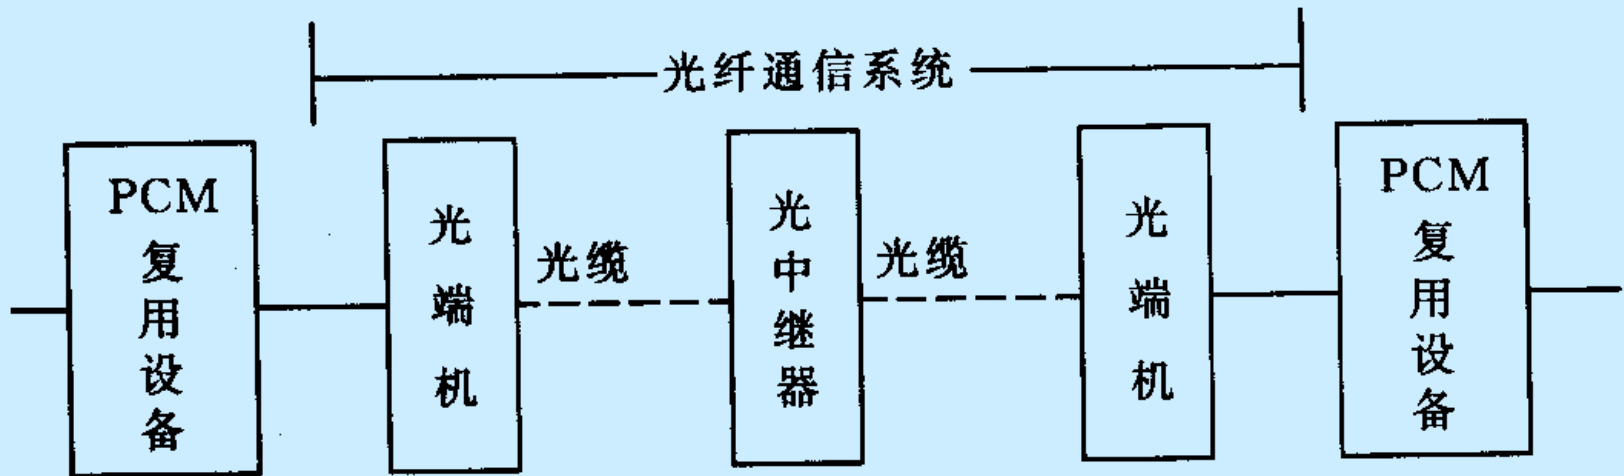 光纤通信系统
PCM
复用设备
光端机
光缆
光中继器
光缆
光端机
PCM
复用设备